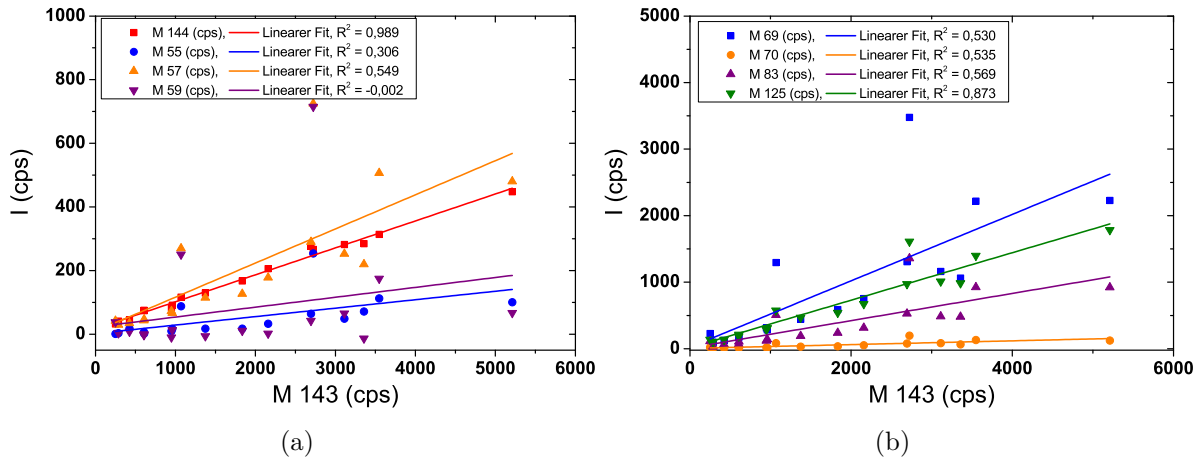 1000
800
600
400
200
0
I (cps)
M 144 (cps), Linearer Fit, R² = 0,989
M 55 (cps), Linearer Fit, R² = 0,306
M 57 (cps), Linearer Fit, R² = 0,549
M 59 (cps), Linearer Fit, R² = -0,002
0 1000 2000 3000 4000 5000 6000
M 143 (cps)
(a)
5000
4000
3000
2000
1000
0
I (cps)
M 69 (cps), Linearer Fit, R² = 0,530
M 70 (cps), Linearer Fit, R² = 0,535
M 83 (cps), Linearer Fit, R² = 0,569
M 125 (cps), Linearer Fit, R² = 0,873
0 2000 4000 6000
M 143 (cps)
(b)